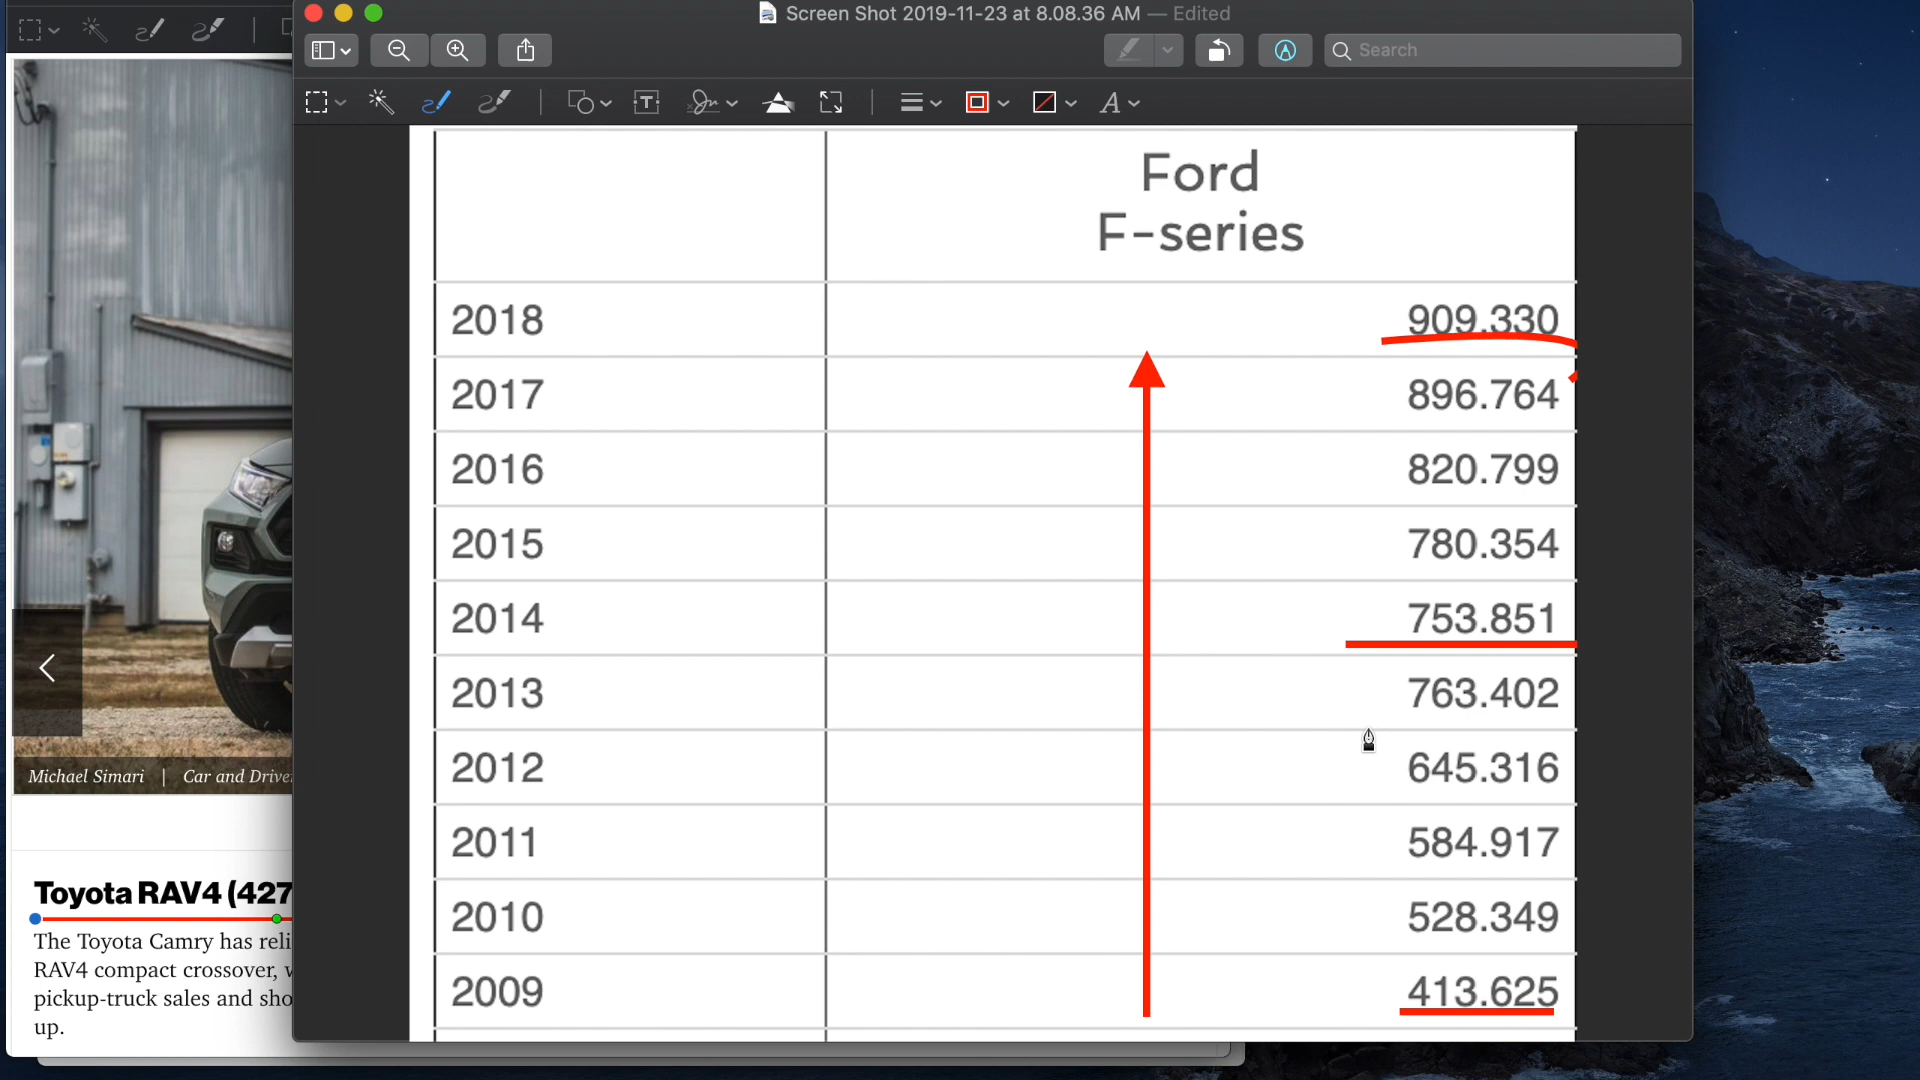 Screen Shot 2019-11-23 at 8.08.36 AM — Edited
Search
Ford
F-series
2018 909.330
2017 896.764
2016 820.799
2015 780.354
2014 753.851
2013 763.402
2012 645.316
2011 584.917
2010 528.349
2009 413.625
Michael Simari | Car and Drive
Toyota RAV4 (427
The Toyota Camry has reli
RAV4 compact crossover,
pickup-truck sales and sho
up.